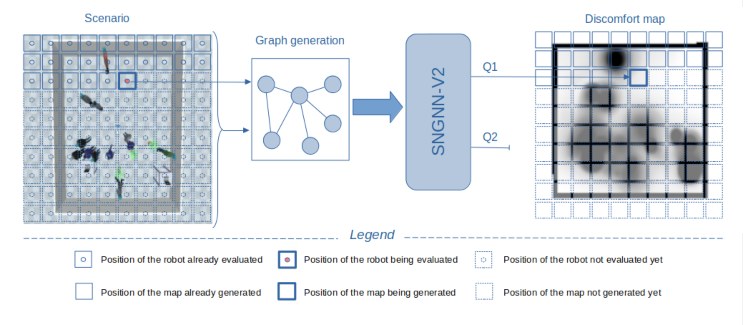 Scenario
Graph generation
Discomfort map
SNGNN-V2
Q1
Q2
Legend
Position of the robot already evaluated
Position of the robot being evaluated
Position of the robot not evaluated yet
Position of the map already generated
Position of the map being generated
Position of the map not generated yet